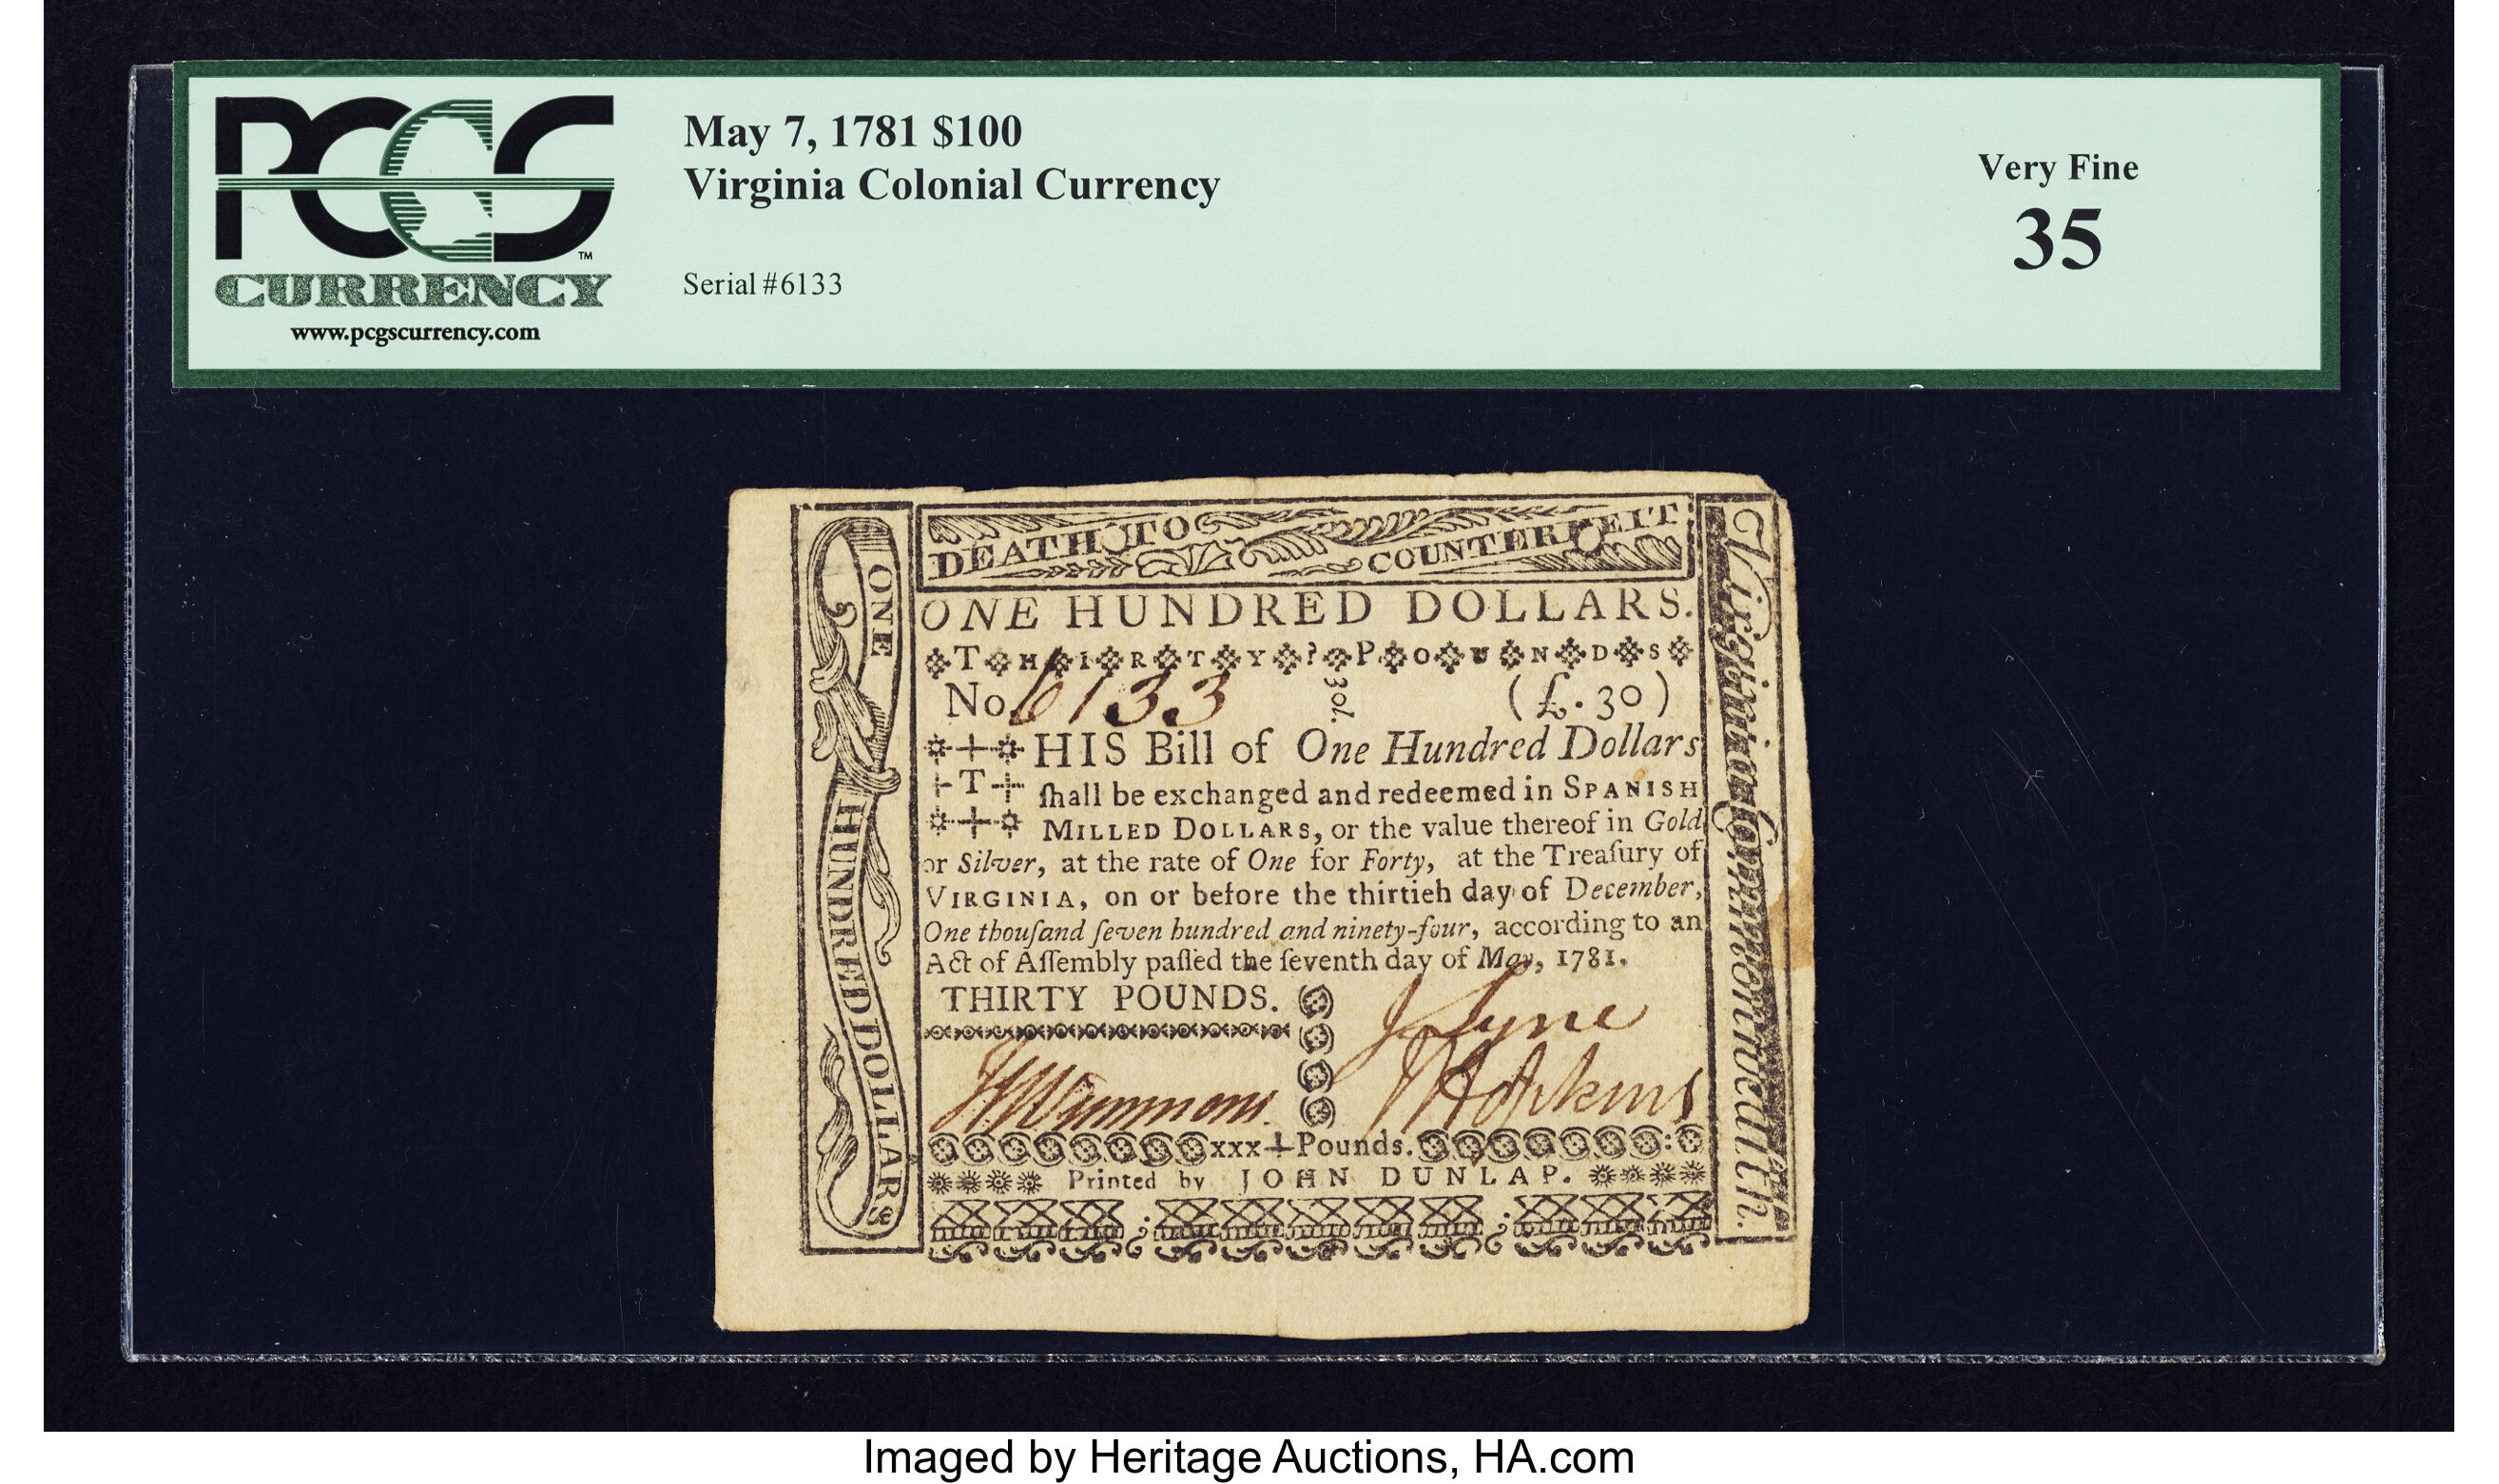 PCGS
™
CURRENCY
www.pcgscurrency.com
May 7, 1781 $100
Virginia Colonial Currency
Serial #6133
Very Fine
35
DEATH TO COUNTERFEIT
ONE HUNDRED DOLLARS.
THIRTY ? POUNDS
No. 6133 30l. (£.30)
THIS Bill of One Hundred Dollars
ſhall be exchanged and redeemed in SPANISH
MILLED DOLLARS, or the value thereof in Gold
or Silver, at the rate of One for Forty, at the Treaſury of
VIRGINIA, on or before the thirtieh day of December,
One thouſand ſeven hundred and ninety-four, according to an
Act of Aſſembly paſſed the ſeventh day of May, 1781.
THIRTY POUNDS.
J Lyne
J Hopkins
xxx Pounds.
Printed by JOHN DUNLAP.
ONE HUNDRED DOLLARS
Virginia Commonwealth.
Imaged by Heritage Auctions, HA.com